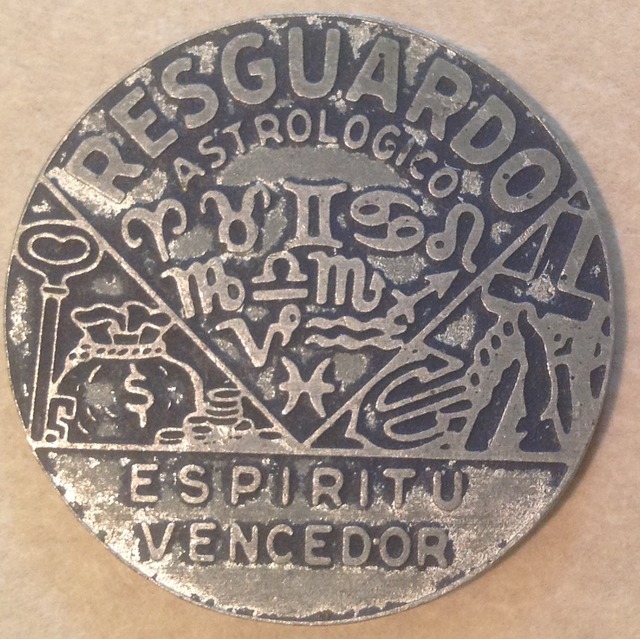 RESGUARDO
ASTROLOGICO
♈ ♉ ♊ ♋ ♌
♍ ♎ ♏ ♐
♑ ♒
♓
$
ESPIRITU
VENCEDOR